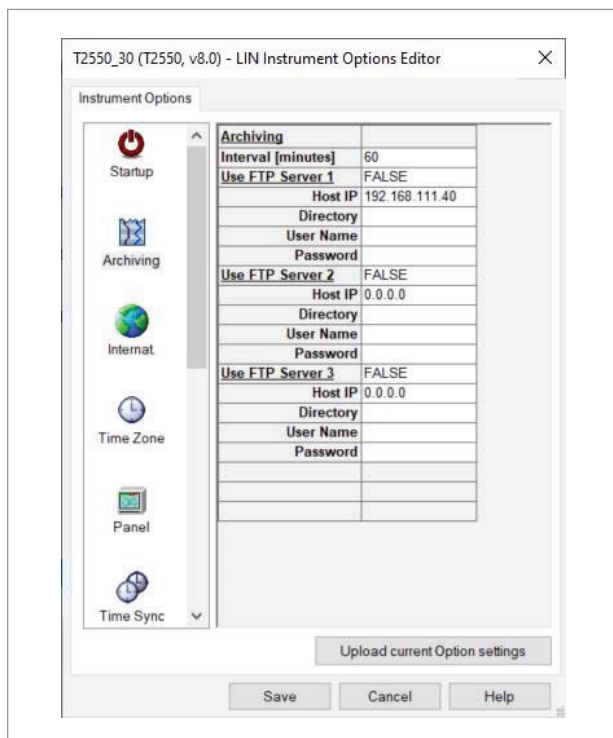 T2550_30 (T2550, v8.0) - LIN Instrument Options Editor
Instrument Options
Startup
Archiving
Internat.
Time Zone
Panel
Time Sync
Archiving
Interval [minutes] 60
Use FTP Server 1 FALSE
Host IP 192.168.111.40
Directory
User Name
Password
Use FTP Server 2 FALSE
Host IP 0.0.0.0
Directory
User Name
Password
Use FTP Server 3 FALSE
Host IP 0.0.0.0
Directory
User Name
Password
Upload current Option settings
Save Cancel Help